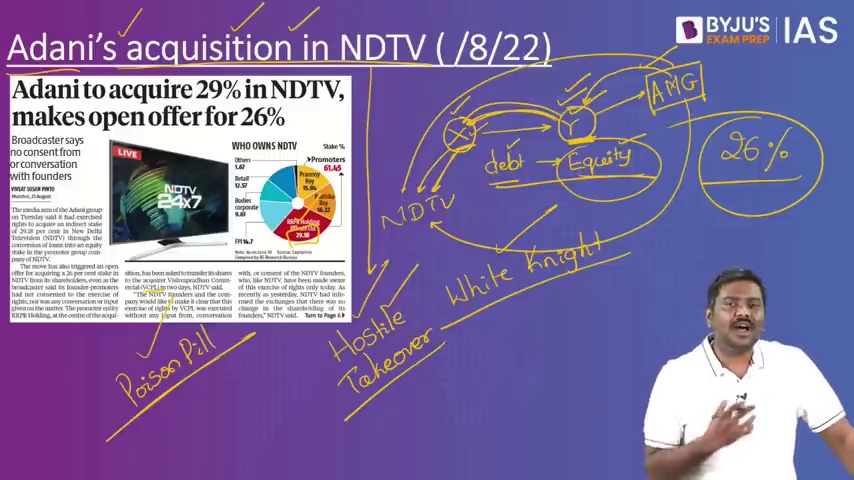 Adani's acquisition in NDTV ( /8/22)
BYJU'S
EXAM PREP
IAS
Adani to acquire 29% in NDTV,
makes open offer for 26%
Broadcaster says
no consent from
or conversation
with founders
VIVEAT SUSAN PINTO
Mumbai, 23 August
The media arm of the Adani group
on Tuesday said it had exercised
rights to acquire an indirect stake
of 29.18 per cent in New Delhi
Television (NDTV) through the
conversion of loans into an equity
stake in the promoter group com-
pany of NDTV.
The move has also triggered an open
offer for acquiring a 26 per cent stake in
NDTV from its shareholders, even as the
broadcaster said its founder-promoters
had not consented to the exercise of
rights, nor was any conversation or input
given on the matter. The promoter entity
RRPR Holding, at the centre of the acqui-
LIVE
NDTV
24x7
WHO OWNS NDTV
Stake %
Others
1.67
Retail
12.57
Bodies
corporate
9.61
FPI 14.7
Promoters
61.45
Prannoy
Roy
15.94
Radhika
Roy
16.32
RRPR Holding
Private Ltd
29.18
Note: As on June 30 Source: Capitaline
Compiled by BS Research Bureau
sition, has been asked to transfer its shares
to the acquirer Vishvapradhan Comme-
rcial (VCPL) in two days, NDTV said.
"The NDTV founders and the com-
pany would like to make it clear that this
exercise of rights by VCPL was executed
without any input from, conversation
with, or consent of the NDTV founders,
who, like NDTV, have been made aware
of this exercise of rights only today. As
recently as yesterday, NDTV had infor-
med the exchanges that there was no
change in the shareholding of its
founders," NDTV said.
Turn to Page 6
X
Y
AMG
debt → Equity
26%
NDTV
White Knight
Hostile
Takeover
Poison Pill